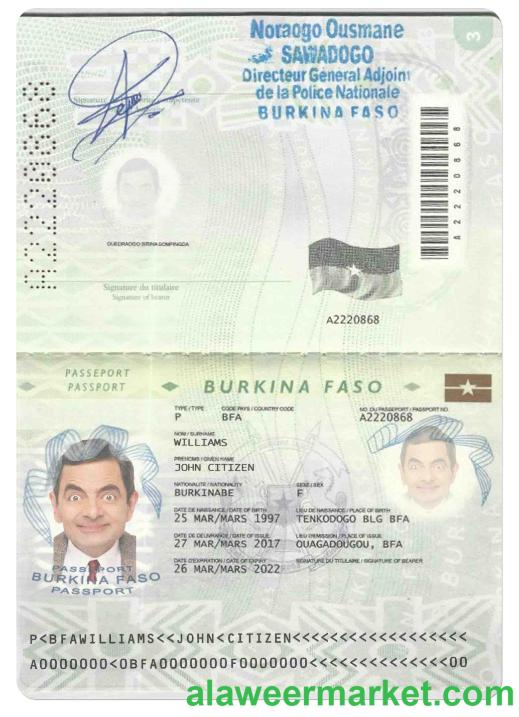 3
Noraogo Ousmane
SAWADOGO
Directeur General Adjoint
de la Police Nationale
BURKINA FASO
A2220868
A2220868
OUEDRAOGO BIRINA SOMPINGDA
Signature du titulaire
Signature of bearer
A2220868
PASSEPORT
PASSPORT
BURKINA FASO
TYPE / TYPE CODE PAYS / COUNTRY CODE NO. DU PASSEPORT / PASSPORT NO.
P BFA A2220868
NOM / SURNAME
WILLIAMS
PRENOMS / GIVEN NAME
JOHN CITIZEN
NATIONALITE / NATIONALITY SEXE / SEX
BURKINABE F
DATE DE NAISSANCE / DATE OF BIRTH LIEU DE NAISSANCE / PLACE OF BIRTH
25 MAR/MARS 1997 TENKODOGO BLG BFA
DATE DE DELIVRANCE / DATE OF ISSUE LIEU D'EMISSION / PLACE OF ISSUE
27 MAR/MARS 2017 OUAGADOUGOU, BFA
DATE D'EXPIRATION / DATE OF EXPIRY SIGNATURE DU TITULAIRE / SIGNATURE OF BEARER
26 MAR/MARS 2022
PASSEPORT
BURKINA FASO
PASSPORT
P<BFAWILLIAMS<<JOHN<CITIZEN<<<<<<<<<<<<<<<<<
A0000000<0BFA0000000F0000000<<<<<<<<<<<<<<00
alaweermarket.com